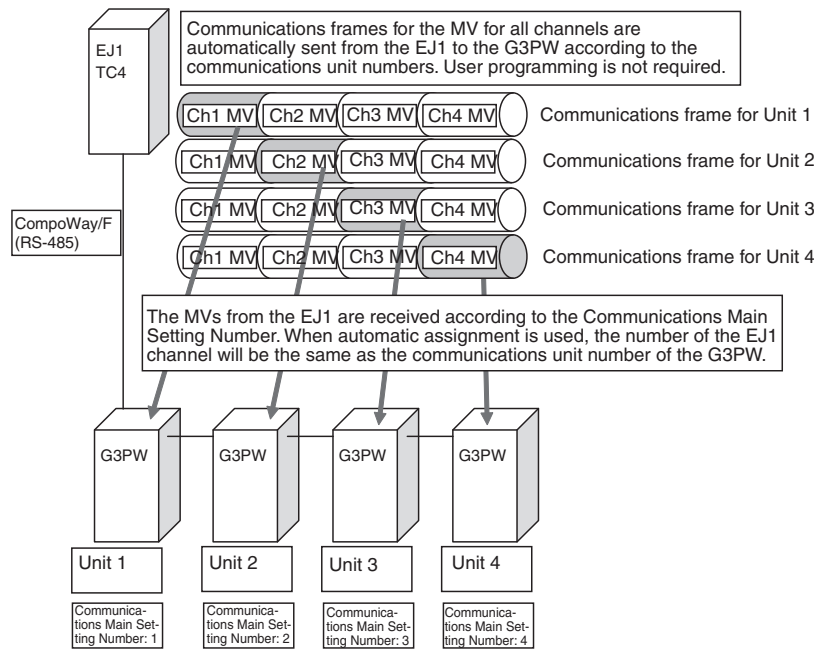 EJ1
TC4
Communications frames for the MV for all channels are
automatically sent from the EJ1 to the G3PW according to the
communications unit numbers. User programming is not required.
Ch1 MV Ch2 MV Ch3 MV Ch4 MV Communications frame for Unit 1
Ch1 MV Ch2 MV Ch3 MV Ch4 MV Communications frame for Unit 2
Ch1 MV Ch2 MV Ch3 MV Ch4 MV Communications frame for Unit 3
Ch1 MV Ch2 MV Ch3 MV Ch4 MV Communications frame for Unit 4
CompoWay/F
(RS-485)
The MVs from the EJ1 are received according to the Communications Main
Setting Number. When automatic assignment is used, the number of the EJ1
channel will be the same as the communications unit number of the G3PW.
G3PW G3PW G3PW G3PW
Unit 1 Unit 2 Unit 3 Unit 4
Communica-
tions Main Set-
ting Number: 1
Communica-
tions Main Set-
ting Number: 2
Communica-
tions Main Set-
ting Number: 3
Communica-
tions Main Set-
ting Number: 4